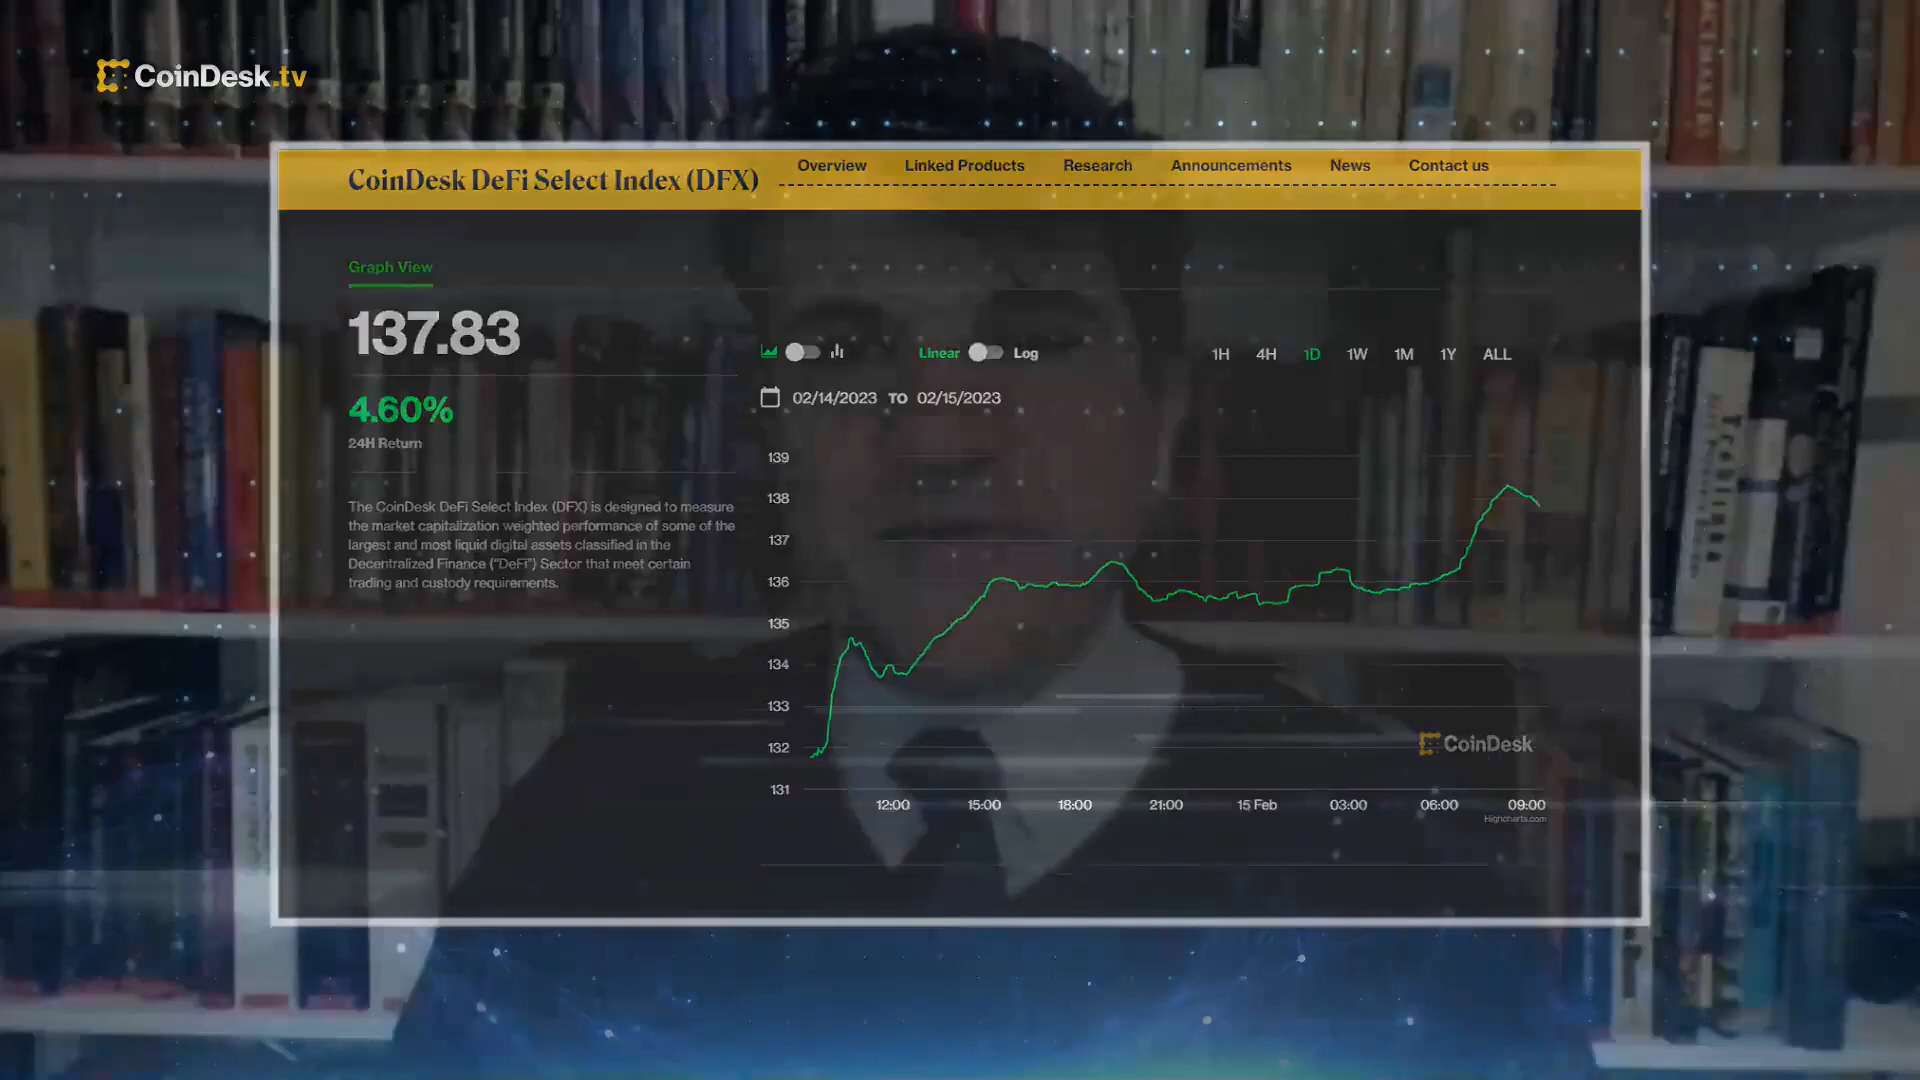 CoinDesk.tv
CoinDesk DeFi Select Index (DFX)
Overview Linked Products Research Announcements News Contact us
Graph View
137.83
4.60%
24H Return
The CoinDesk DeFi Select Index (DFX) is designed to measure
the market capitalization weighted performance of some of the
largest and most liquid digital assets classified in the
Decentralized Finance ("DeFi") Sector that meet certain
trading and custody requirements.
Linear Log
1H 4H 1D 1W 1M 1Y ALL
02/14/2023 TO 02/15/2023
139
138
137
136
135
134
133
132
131
CoinDesk
12:00 15:00 18:00 21:00 15 Feb 03:00 06:00 09:00
Highcharts.com